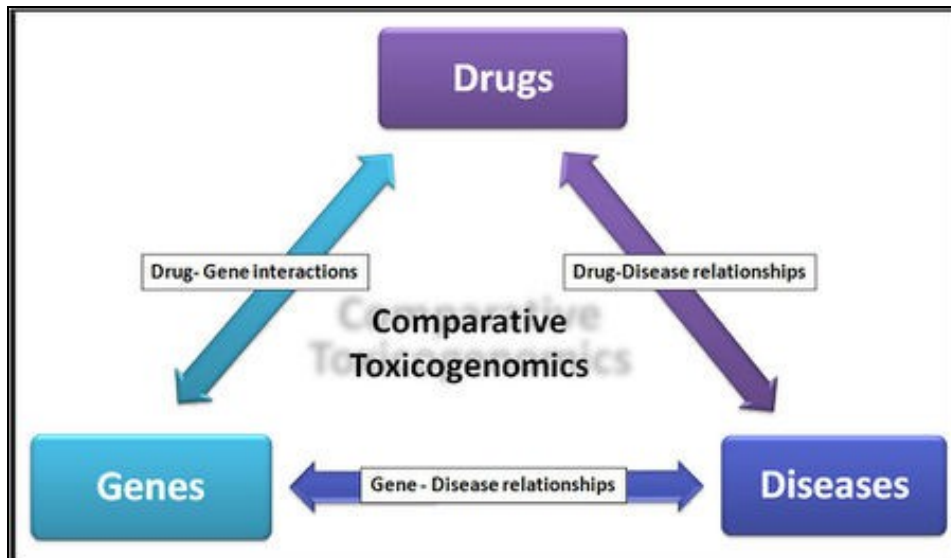 Drugs
Drug- Gene interactions
Drug-Disease relationships
Comparative
Toxicogenomics
Genes
Gene - Disease relationships
Diseases